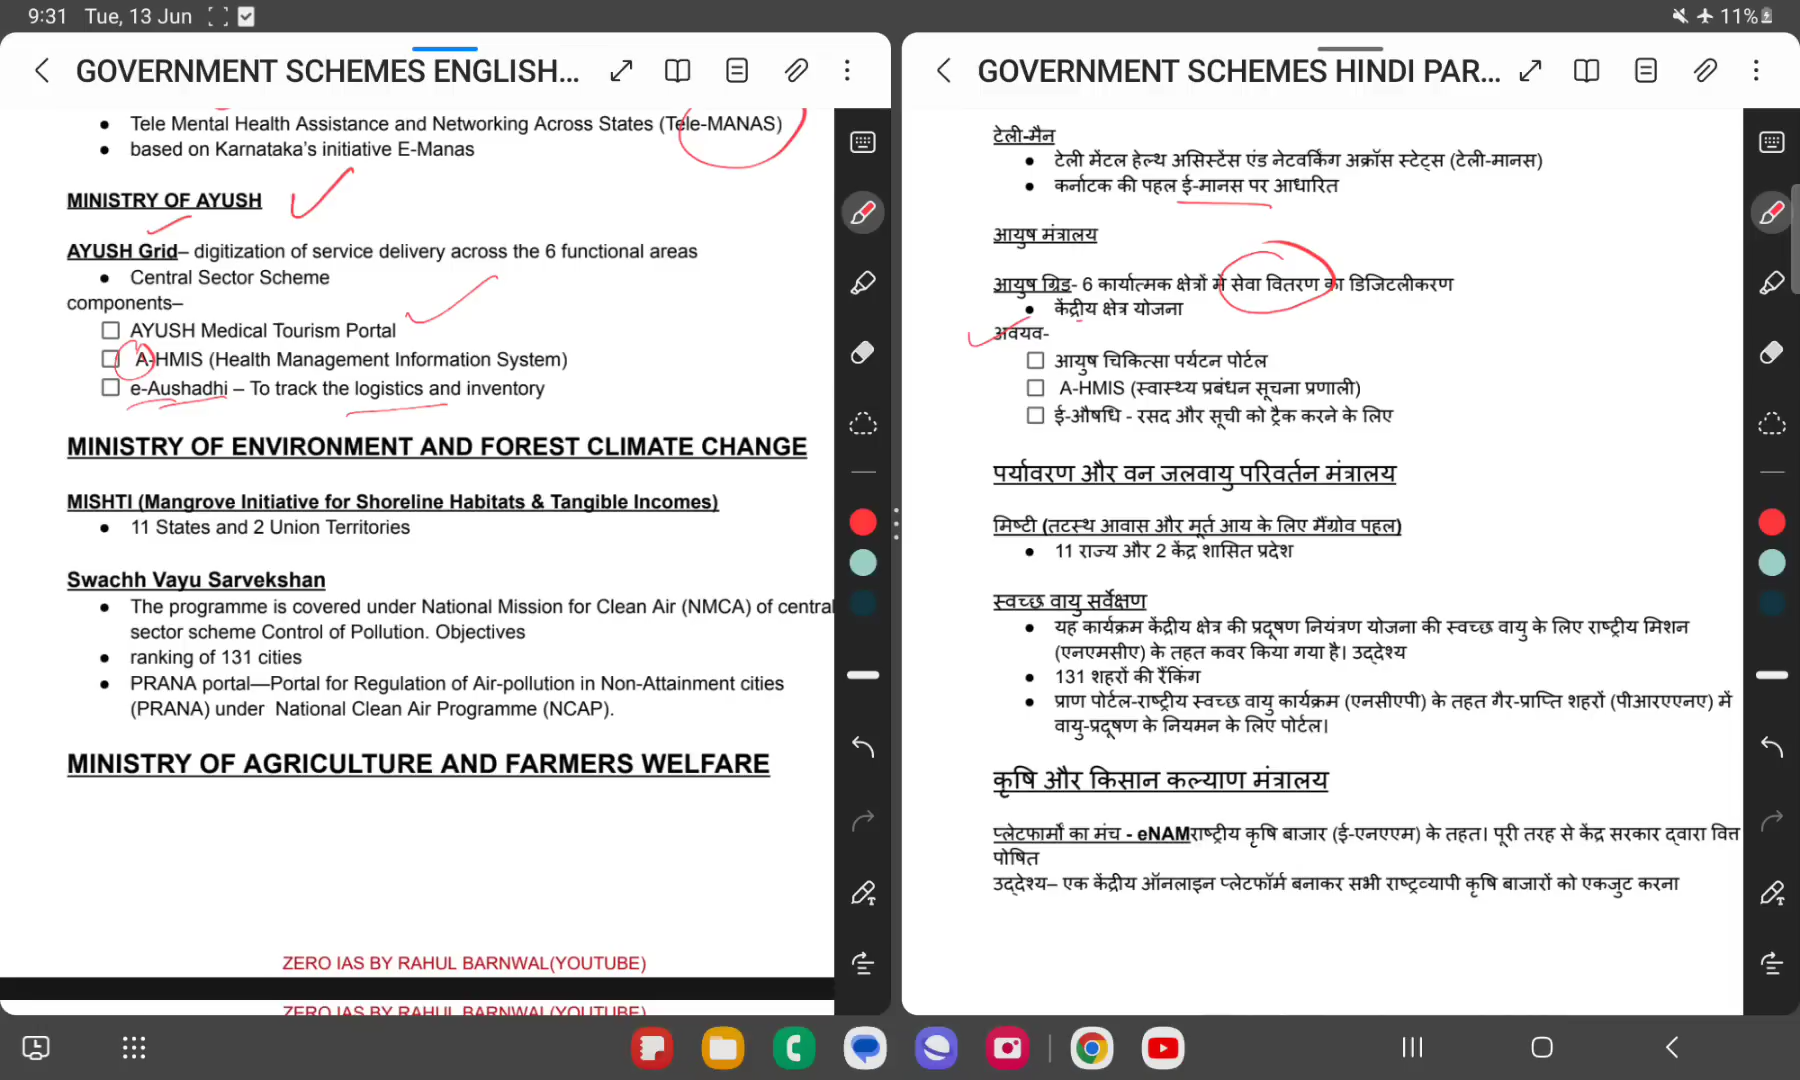 9:31 Tue, 13 Jun
11%
GOVERNMENT SCHEMES ENGLISH...
● Tele Mental Health Assistance and Networking Across States (Tele-MANAS)
● based on Karnataka's initiative E-Manas
MINISTRY OF AYUSH
AYUSH Grid– digitization of service delivery across the 6 functional areas
● Central Sector Scheme
components–
☐ AYUSH Medical Tourism Portal
☐ A-HMIS (Health Management Information System)
☐ e-Aushadhi – To track the logistics and inventory
MINISTRY OF ENVIRONMENT AND FOREST CLIMATE CHANGE
MISHTI (Mangrove Initiative for Shoreline Habitats & Tangible Incomes)
● 11 States and 2 Union Territories
Swachh Vayu Sarvekshan
● The programme is covered under National Mission for Clean Air (NMCA) of central
sector scheme Control of Pollution. Objectives
● ranking of 131 cities
● PRANA portal—Portal for Regulation of Air-pollution in Non-Attainment cities
(PRANA) under National Clean Air Programme (NCAP).
MINISTRY OF AGRICULTURE AND FARMERS WELFARE
ZERO IAS BY RAHUL BARNWAL(YOUTUBE)
ZERO IAS BY RAHUL BARNWAL(YOUTUBE)
GOVERNMENT SCHEMES HINDI PAR...
टेली-मैन
● टेली मेंटल हेल्थ असिस्टेंस एंड नेटवर्किंग अक्रॉस स्टेट्स (टेली-मानस)
● कर्नाटक की पहल ई-मानस पर आधारित
आयुष मंत्रालय
आयुष ग्रिड- 6 कार्यात्मक क्षेत्रों में सेवा वितरण का डिजिटलीकरण
● केंद्रीय क्षेत्र योजना
अवयव-
☐ आयुष चिकित्सा पर्यटन पोर्टल
☐ A-HMIS (स्वास्थ्य प्रबंधन सूचना प्रणाली)
☐ ई-औषधि - रसद और सूची को ट्रैक करने के लिए
पर्यावरण और वन जलवायु परिवर्तन मंत्रालय
मिष्टी (तटस्थ आवास और मूर्त आय के लिए मैंग्रोव पहल)
● 11 राज्य और 2 केंद्र शासित प्रदेश
स्वच्छ वायु सर्वेक्षण
● यह कार्यक्रम केंद्रीय क्षेत्र की प्रदूषण नियंत्रण योजना की स्वच्छ वायु के लिए राष्ट्रीय मिशन
(एनएमसीए) के तहत कवर किया गया है। उद्देश्य
● 131 शहरों की रैंकिंग
● प्राण पोर्टल-राष्ट्रीय स्वच्छ वायु कार्यक्रम (एनसीएपी) के तहत गैर-प्राप्ति शहरों (पीआरएएनए) में
वायु-प्रदूषण के नियमन के लिए पोर्टल।
कृषि और किसान कल्याण मंत्रालय
प्लेटफार्मों का मंच - eNAMराष्ट्रीय कृषि बाजार (ई-एनएएम) के तहत। पूरी तरह से केंद्र सरकार द्वारा वित्त
पोषित
उद्देश्य– एक केंद्रीय ऑनलाइन प्लेटफॉर्म बनाकर सभी राष्ट्रव्यापी कृषि बाजारों को एकजुट करना